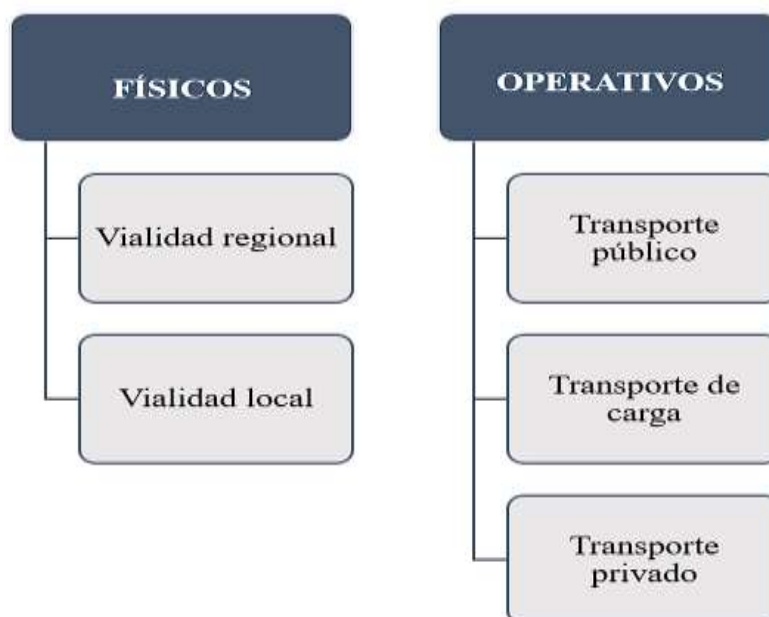 FÍSICOS
Vialidad regional
Vialidad local
OPERATIVOS
Transporte
público
Transporte de
carga
Transporte
privado